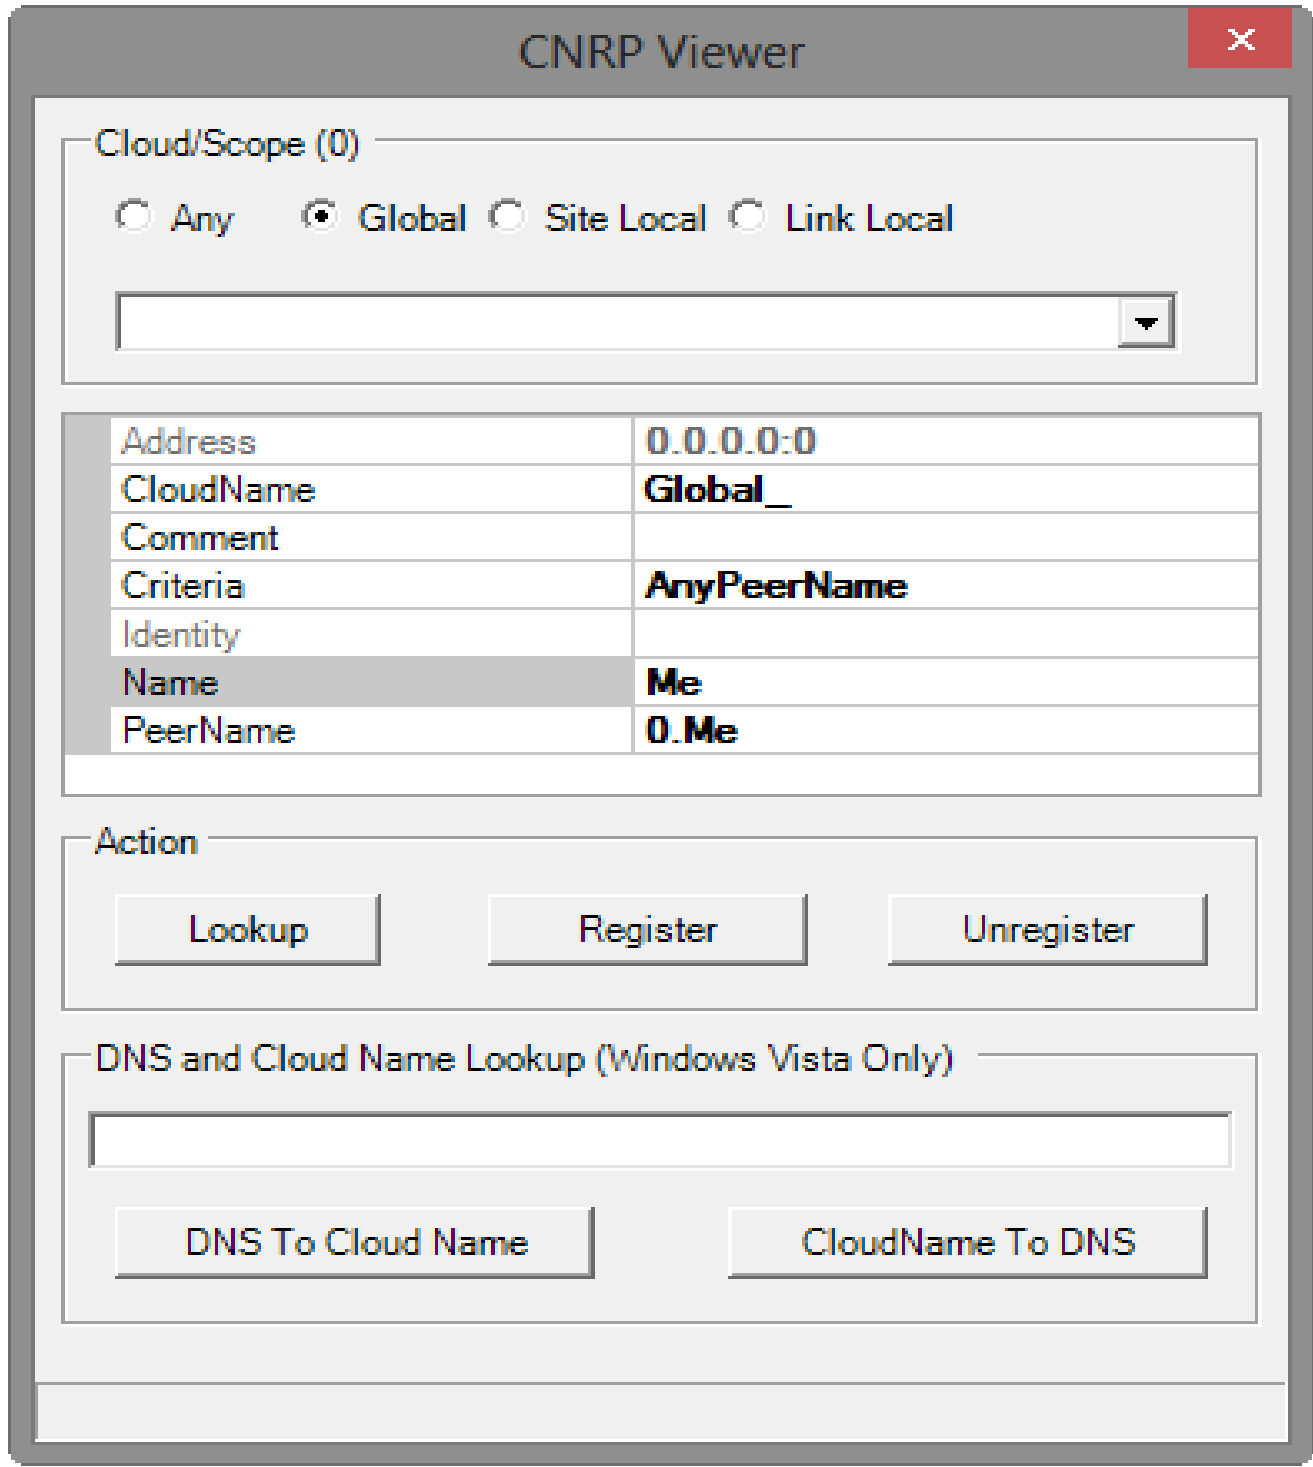 CNRP Viewer
Cloud/Scope (0)
Any Global Site Local Link Local
Address 0.0.0.0:0
CloudName Global_
Comment
Criteria AnyPeerName
Identity
Name Me
PeerName 0.Me
Action
Lookup Register Unregister
DNS and Cloud Name Lookup (Windows Vista Only)
DNS To Cloud Name CloudName To DNS